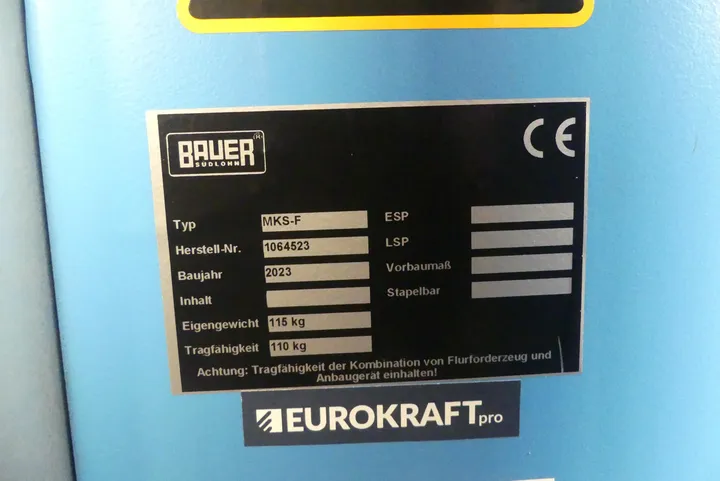 BAUER (H)
SÜDLOHN
CE
Typ MKS-F
Herstell-Nr. 1064523
Baujahr 2023
Inhalt
Eigengewicht 115 kg
Tragfähigkeit 110 kg
ESP
LSP
Vorbaumaß
Stapelbar
Achtung: Tragfähigkeit der Kombination von Flurforderzeug und
Anbaugerät einhalten!
EUROKRAFTpro